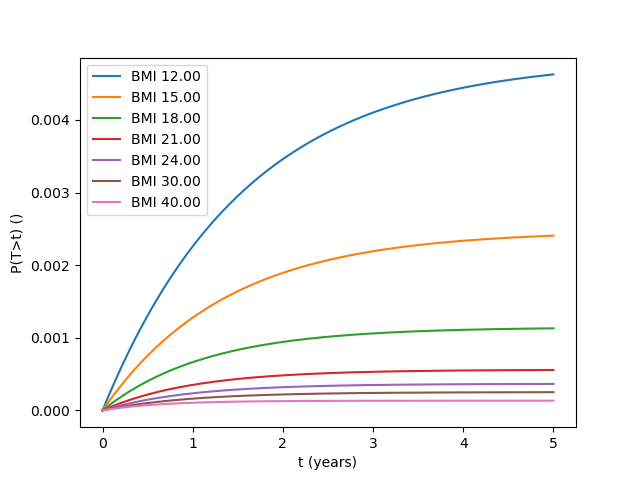 BMI 12.00
BMI 15.00
BMI 18.00
BMI 21.00
BMI 24.00
BMI 30.00
BMI 40.00
0.004
0.003
0.002
0.001
0.000
P(T>t) ()
0 1 2 3 4 5
t (years)